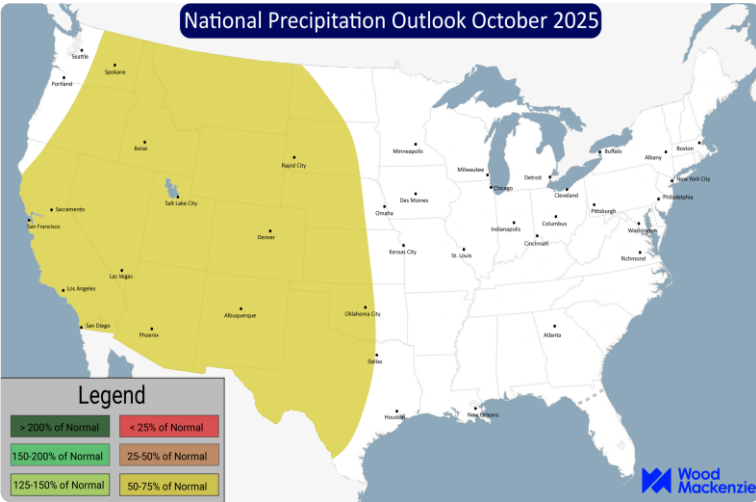 National Precipitation Outlook October 2025
Seattle
Spokane
Portland
Boise
Rapid City
Minneapolis
Milwaukee
Chicago
Detroit
Buffalo
Albany
Boston
New York City
Cleveland
Philadelphia
Pittsburgh
Des Moines
Omaha
Salt Lake City
Sacramento
San Francisco
Denver
Indianapolis
Columbus
Cincinnati
Washington
Richmond
Kansas City
St. Louis
Las Vegas
Los Angeles
San Diego
Phoenix
Albuquerque
Oklahoma City
Dallas
Atlanta
Houston
New Orleans
Legend
> 200% of Normal
< 25% of Normal
150-200% of Normal
25-50% of Normal
125-150% of Normal
50-75% of Normal
Wood
Mackenzie